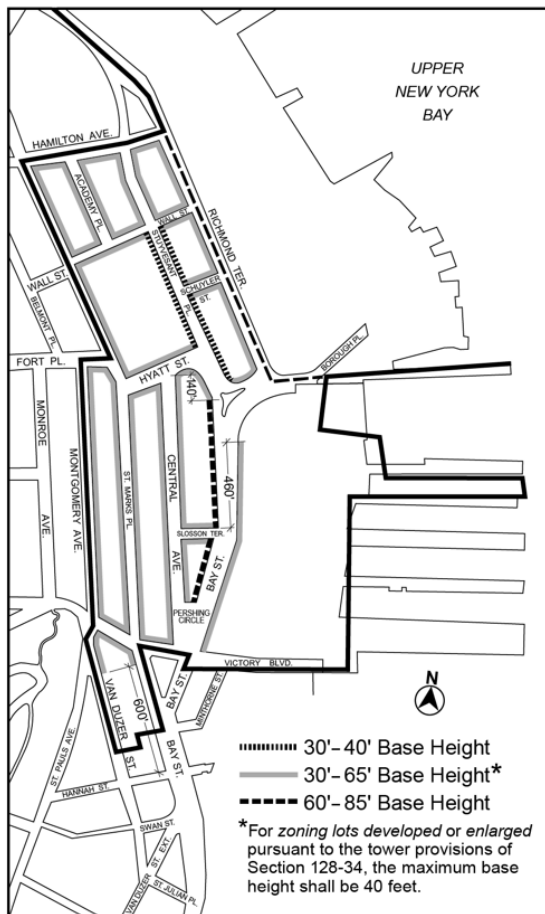 UPPER
NEW YORK
BAY
HAMILTON AVE.
ACADEMY PL.
WALL ST.
STUYVESANT
PL.
RICHMOND TER.
SCHUYLER
ST.
WALL ST.
BELMONT PL.
FORT PL.
HYATT ST.
BOROUGH PL.
140'
MONROE
AVE.
MONTGOMERY AVE.
ST. MARKS PL.
CENTRAL
AVE.
460'
SLOSSON TER.
BAY ST.
PERSHING
CIRCLE
VICTORY BLVD.
N
VAN DUZER
ST.
600'
BAY ST.
MINTHORNE ST.
BAY ST.
ST. PAULS AVE.
HANNAH ST.
SWAN ST.
VAN DUZER
ST. EXT.
ST. JULIAN PL.
30'-40' Base Height
30'-65' Base Height*
60'-85' Base Height
*For zoning lots developed or enlarged
pursuant to the tower provisions of
Section 128-34, the maximum base
height shall be 40 feet.